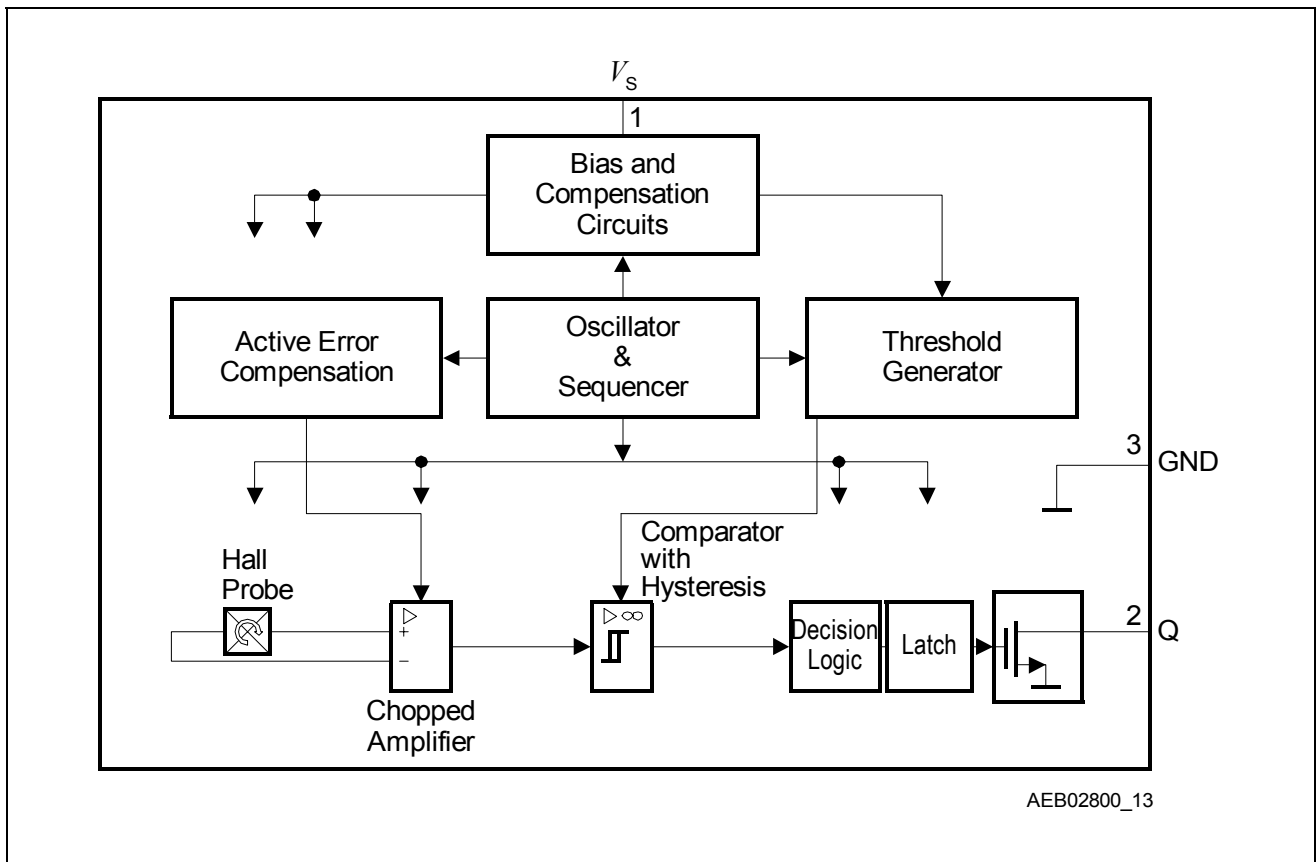 VS
1
Bias and
Compensation
Circuits
Active Error
Compensation
Oscillator
&
Sequencer
Threshold
Generator
3
GND
Comparator
with
Hysteresis
Hall
Probe
▷
+
−
▷∞
Decision
Logic
Latch
2
Q
Chopped
Amplifier
AEB02800_13